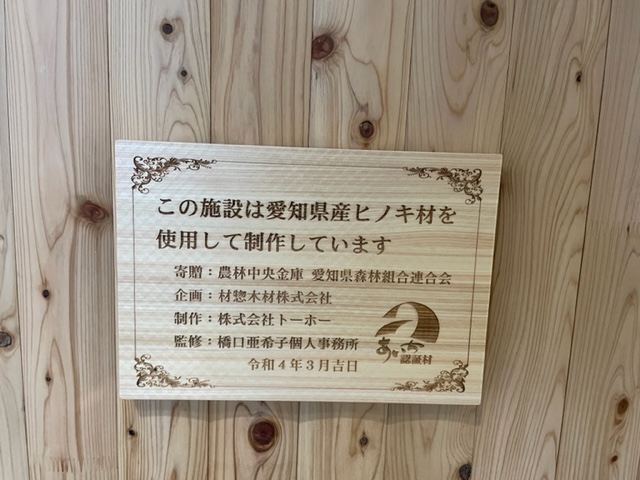 この施設は愛知県産ヒノキ材を
使用して制作しています
寄贈：農林中央金庫 愛知県森林組合連合会
企画：材惣木材株式会社
制作：株式会社トーホー
監修：橋口亜希子個人事務所
令和4年3月吉日
あいち
認証材